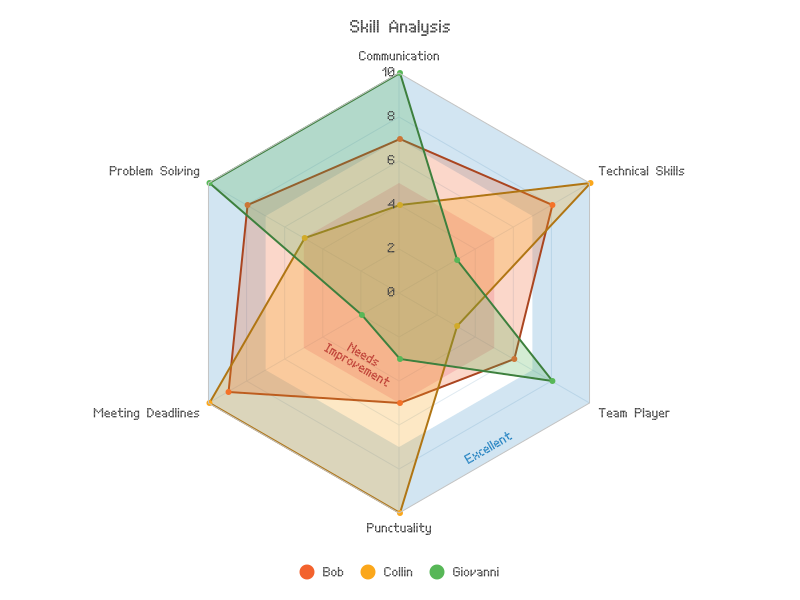 Skill Analysis
Communication
10
8
6
4
2
0
Problem Solving
Technical Skills
Needs
Improvement
Meeting Deadlines
Team Player
Excellent
Punctuality
Bob
Collin
Giovanni